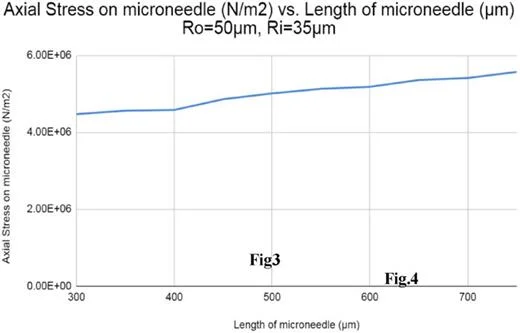 Axial Stress on microneedle (N/m2) vs. Length of microneedle (µm)
Ro=50µm, Ri=35µm
Axial Stress on microneedle (N/m2)
6.00E+06
4.00E+06
2.00E+06
0.00E+00
Fig3
Fig.4
300
400
500
600
700
Length of microneedle (µm)